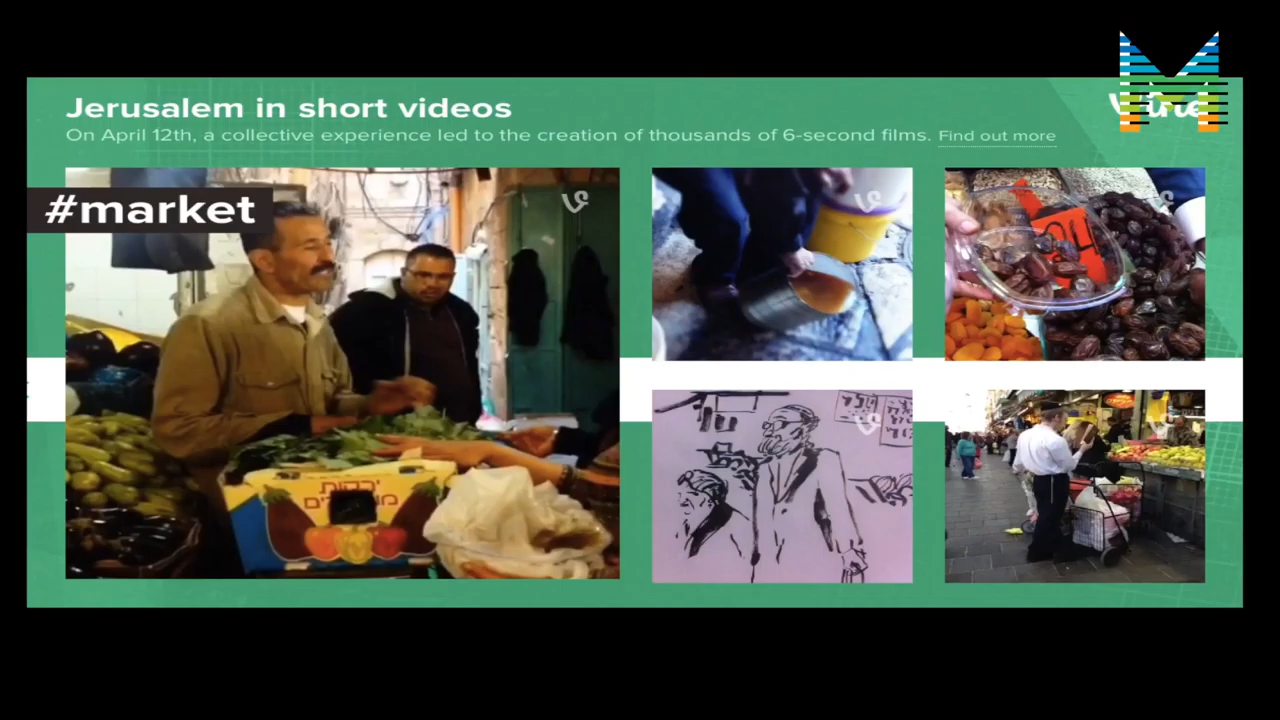 Jerusalem in short videos
On April 12th, a collective experience led to the creation of thousands of 6-second films. Find out more
#market
ירקות